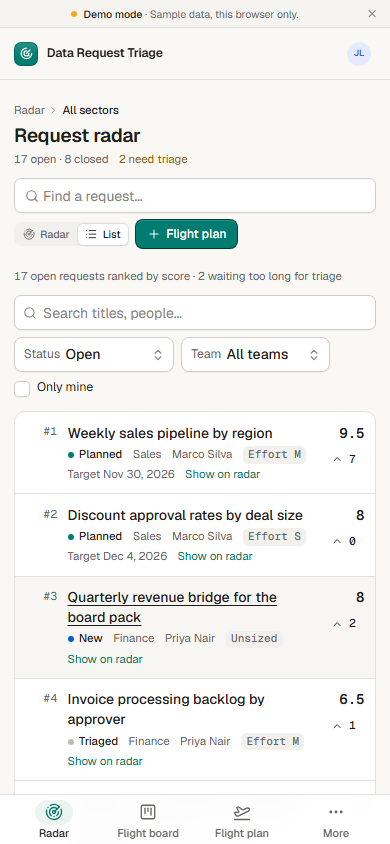 Demo mode · Sample data, this browser only.
Data Request Triage
JL
Radar > All sectors
Request radar
17 open · 8 closed 2 need triage
Find a request…
Radar List + Flight plan
17 open requests ranked by score · 2 waiting too long for triage
Search titles, people…
Status Open Team All teams
Only mine
#1 Weekly sales pipeline by region 9.5
Planned Sales Marco Silva Effort M 7
Target Nov 30, 2026 Show on radar
#2 Discount approval rates by deal size 8
Planned Sales Marco Silva Effort S 0
Target Dec 4, 2026 Show on radar
#3 Quarterly revenue bridge for the 8
board pack 2
New Finance Priya Nair Unsized
Show on radar
#4 Invoice processing backlog by 6.5
approver 1
Triaged Finance Priya Nair Effort M
Show on radar
Radar Flight board Flight plan More